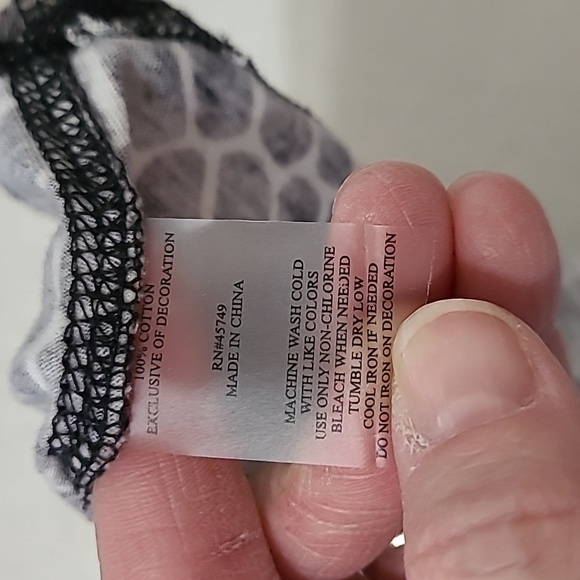 100% COTTON
EXCLUSIVE OF DECORATION
RN#45749
MADE IN CHINA
MACHINE WASH COLD
WITH LIKE COLORS
USE ONLY NON-CHLORINE
BLEACH WHEN NEEDED
TUMBLE DRY LOW
COOL IRON IF NEEDED
DO NOT IRON ON DECORATION